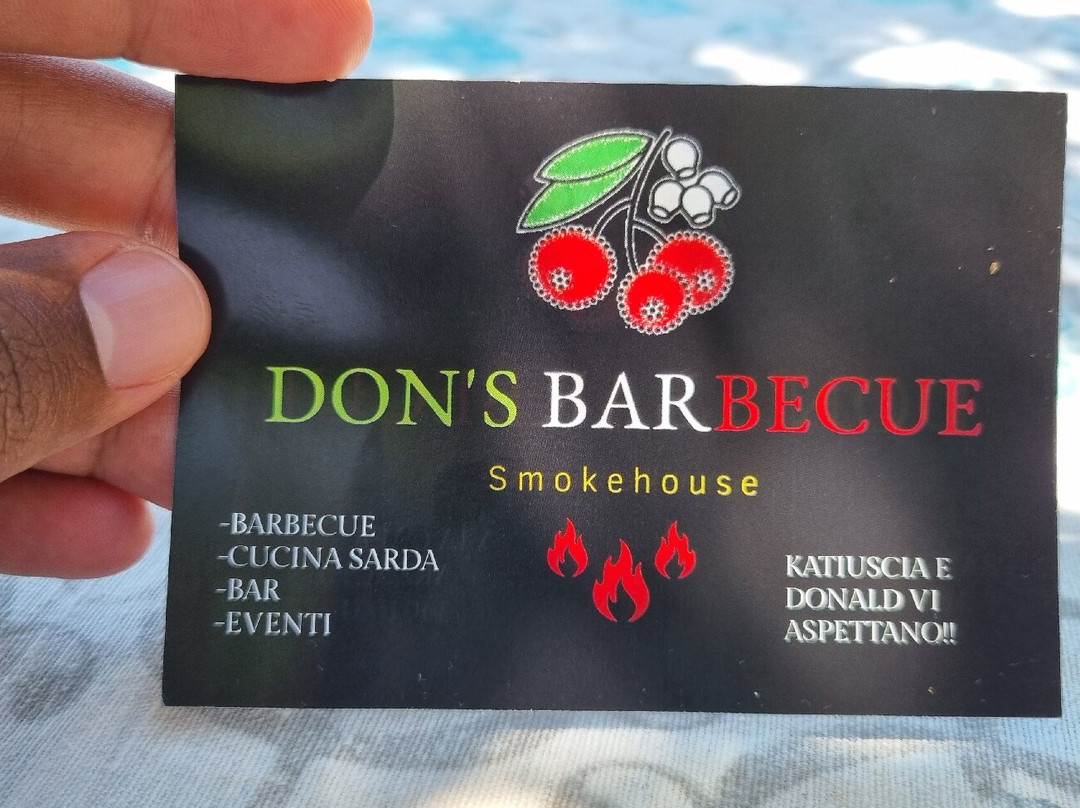 DON'S BARBECUE
Smokehouse
-BARBECUE
-CUCINA SARDA
-BAR
-EVENTI
KATIUSCIA E
DONALD VI
ASPETTANO!!